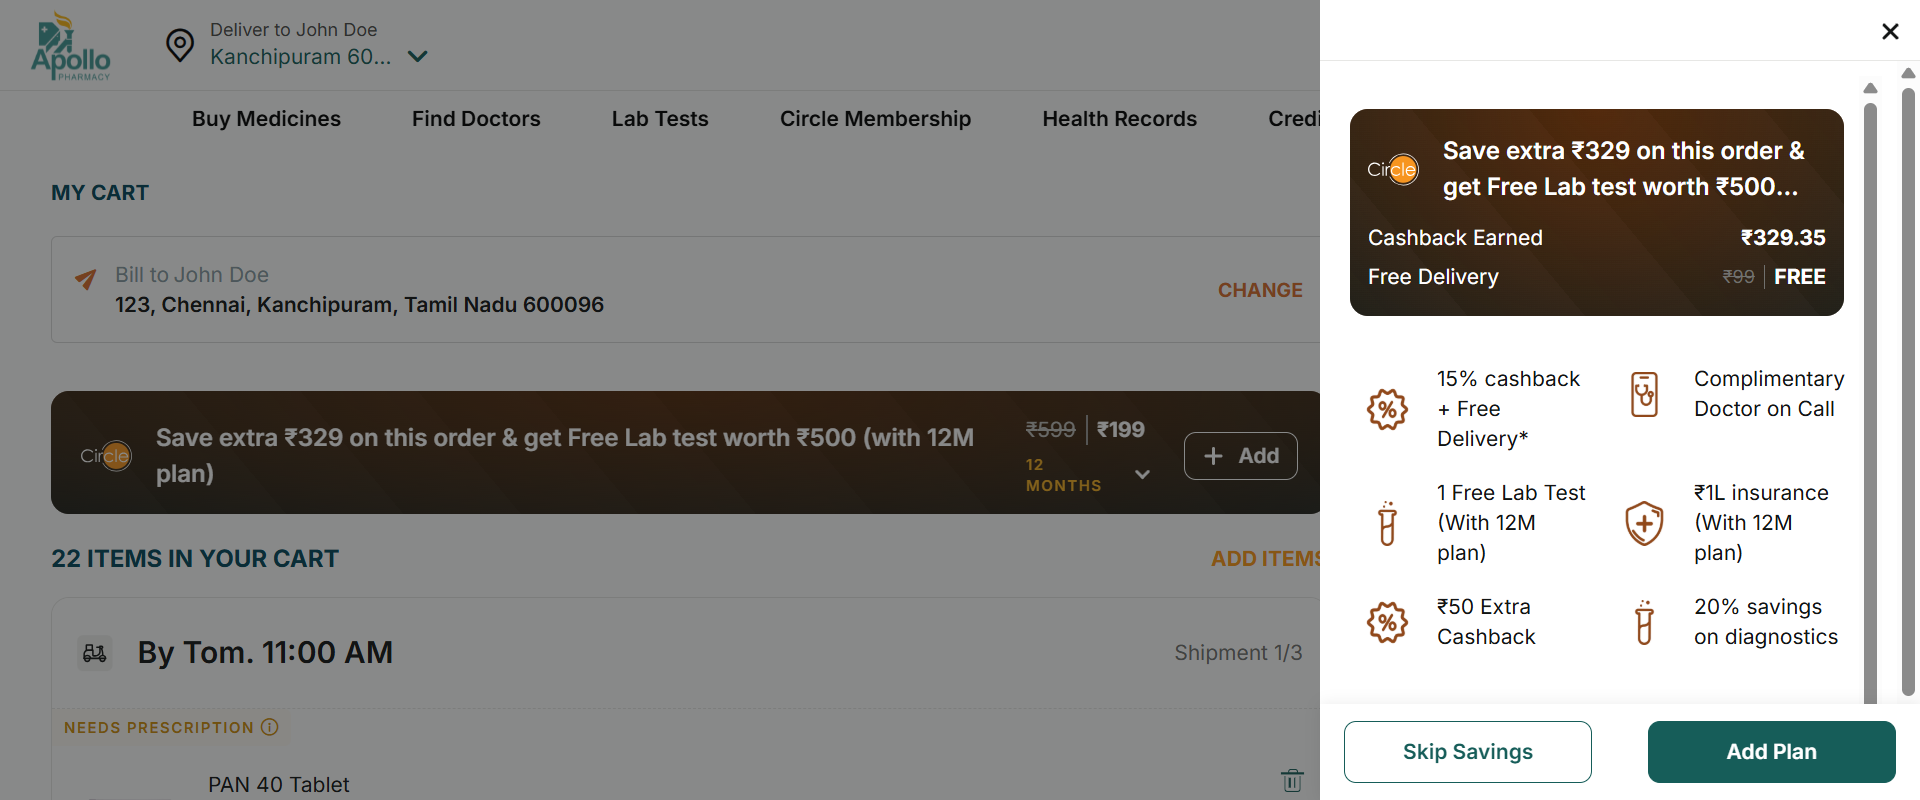 Apollo
PHARMACY
Deliver to John Doe
Kanchipuram 60...
Buy Medicines
Find Doctors
Lab Tests
Circle Membership
Health Records
Credi
MY CART
Bill to John Doe
123, Chennai, Kanchipuram, Tamil Nadu 600096
CHANGE
Circle
Save extra ₹329 on this order & get Free Lab test worth ₹500 (with 12M
plan)
₹599 ₹199
12
MONTHS
+ Add
22 ITEMS IN YOUR CART
ADD ITEMS
By Tom. 11:00 AM
Shipment 1/3
NEEDS PRESCRIPTION
PAN 40 Tablet
Circle
Save extra ₹329 on this order &
get Free Lab test worth ₹500...
Cashback Earned ₹329.35
Free Delivery ₹99 FREE
15% cashback
+ Free
Delivery*
Complimentary
Doctor on Call
1 Free Lab Test
(With 12M
plan)
₹1L insurance
(With 12M
plan)
₹50 Extra
Cashback
20% savings
on diagnostics
Skip Savings
Add Plan